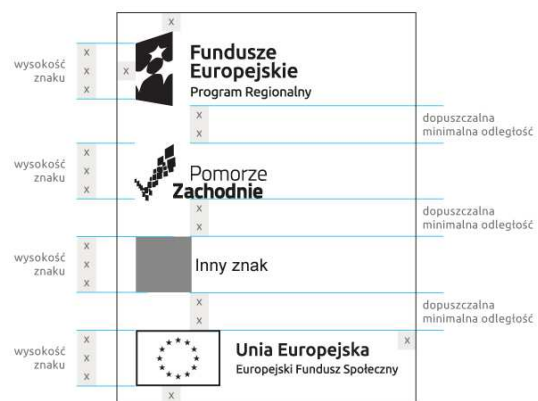 x
wysokość
znaku
x
x
x
x
Fundusze
Europejskie
Program Regionalny
x
x
dopuszczalna
minimalna odległość
wysokość
znaku
x
x
x
Pomorze
Zachodnie
x
x
dopuszczalna
minimalna odległość
wysokość
znaku
x
x
x
Inny znak
x
x
dopuszczalna
minimalna odległość
wysokość
znaku
x
x
x
Unia Europejska
Europejski Fundusz Społeczny
x
x